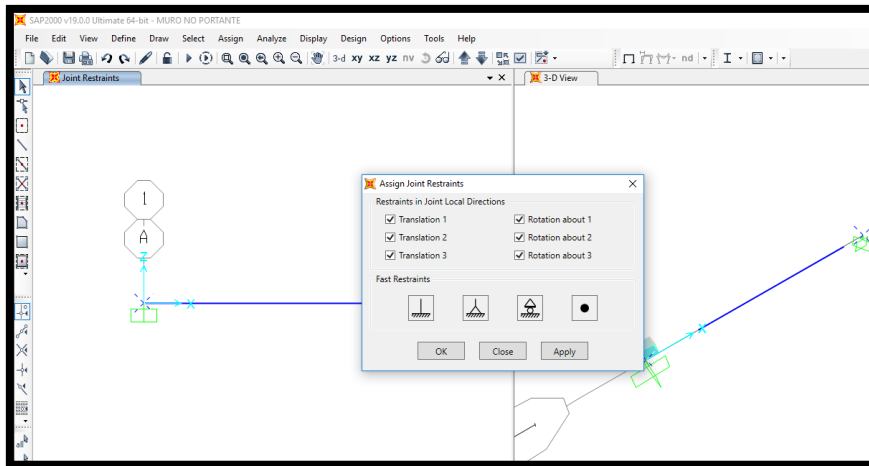 SAP2000 v19.0.0 Ultimate 64-bit - MURO NO PORTANTE
File Edit View Define Draw Select Assign Analyze Display Design Options Tools Help
3-d xy xz yz nv nd
Joint Restraints
3-D View
1
A
Z
X
X
Assign Joint Restraints
Restraints in Joint Local Directions
Translation 1 Rotation about 1
Translation 2 Rotation about 2
Translation 3 Rotation about 3
Fast Restraints
OK Close Apply